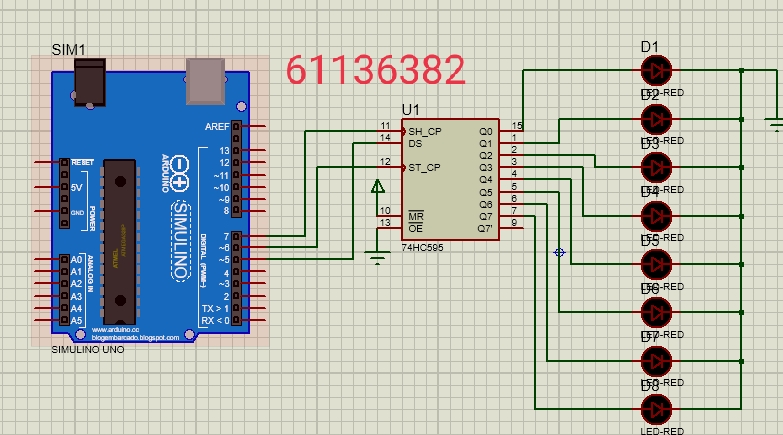 SIM1
61136382
ARDUINO
SIMULINO
AREF
13
12
~11
~10
~9
8
7
~6
~5
4
~3
2
TX > 1
RX < 0
DIGITAL (PWM~)
RESET
5V
GND
POWER
ANALOG IN
A0
A1
A2
A3
A4
A5
www.arduino.cc
blogembarcado.blogspot.com
SIMULINO UNO
U1
11 SH_CP Q0 15
14 DS Q1 1
Q2 2
12 ST_CP Q3 3
Q4 4
Q5 5
Q6 6
10 MR Q7 7
13 OE Q7' 9
74HC595
D1
LED-RED
D2
LED-RED
D3
LED-RED
D4
LED-RED
D5
LED-RED
D6
LED-RED
D7
LED-RED
D8
LED-RED